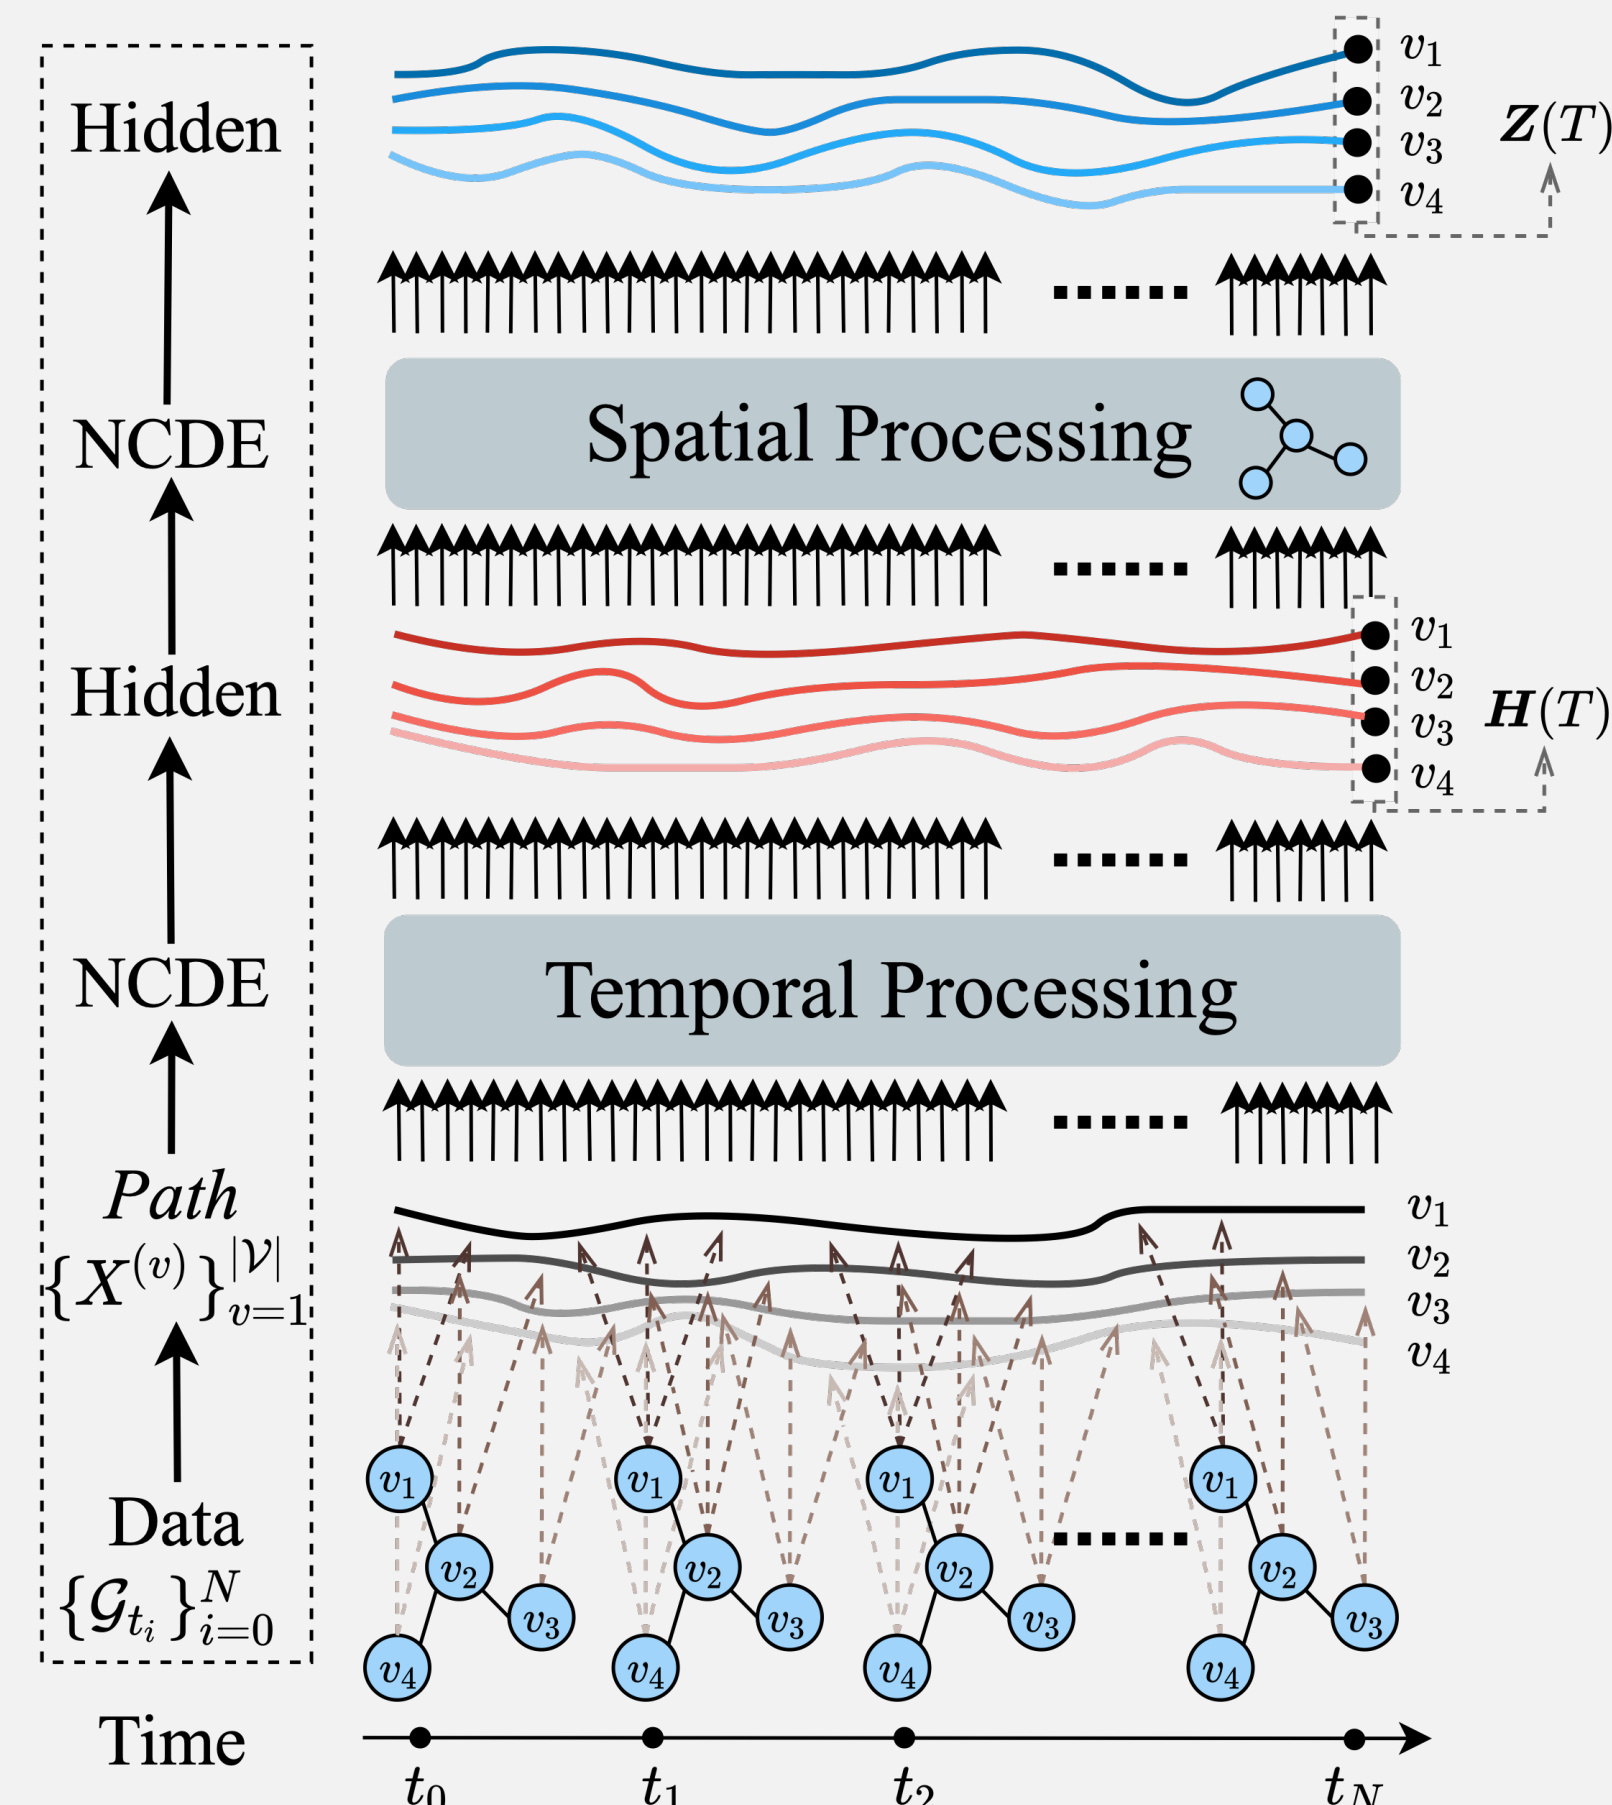 v₁
v₂
v₃
v₄
Z(T)
Hidden
NCDE
Spatial Processing
v₁
v₂
v₃
v₄
H(T)
Hidden
NCDE
Temporal Processing
Path
{X⁽ᵛ⁾}|𝒱|v=1
v₁
v₂
v₃
v₄
Data
{𝒢tᵢ}Ni=0
v₁ v₁ v₁ v₁
v₂ v₂ v₂ v₂
v₃ v₃ v₃ v₃
v₄ v₄ v₄ v₄
Time
t₀ t₁ t₂ tN